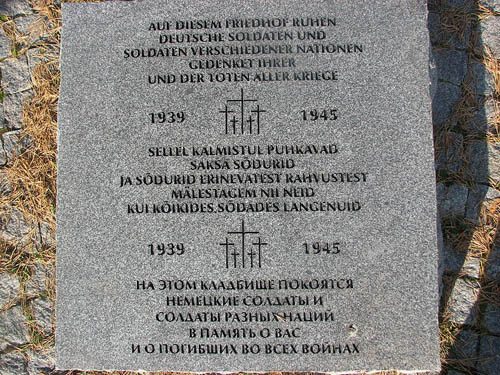 AUF DIESEM FRIEDHOF RUHEN
DEUTSCHE SOLDATEN UND
SOLDATEN VERSCHIEDENER NATIONEN
GEDENKET IHRER
UND DER TOTEN ALLER KRIEGE
1939 1945
SELLEL KALMISTUL PUHKAVAD
SAKSA SÕDURID
JA SÕDURID ERINEVATEST RAHVUSTEST
MÄLESTAGEM NII NEID
KUI KÕIKIDES SÕDADES LANGENUID
1939 1945
НА ЭТОМ КЛАДБИЩЕ ПОКОЯТСЯ
НЕМЕЦКИЕ СОЛДАТЫ И
СОЛДАТЫ РАЗНЫХ НАЦИЙ
В ПАМЯТЬ О ВАС
И О ПОГИБШИХ ВО ВСЕХ ВОЙНАХ